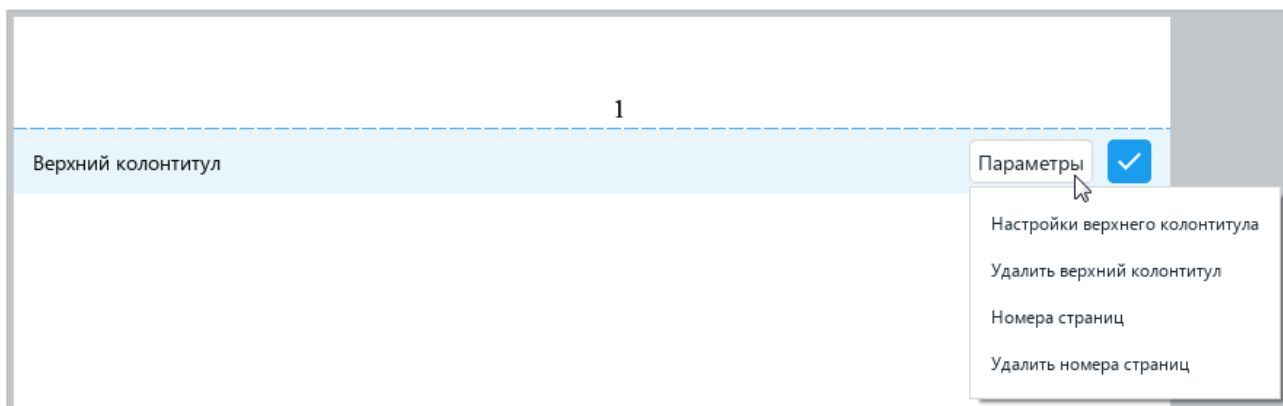 1
Верхний колонтитул
Параметры
Настройки верхнего колонтитула
Удалить верхний колонтитул
Номера страниц
Удалить номера страниц